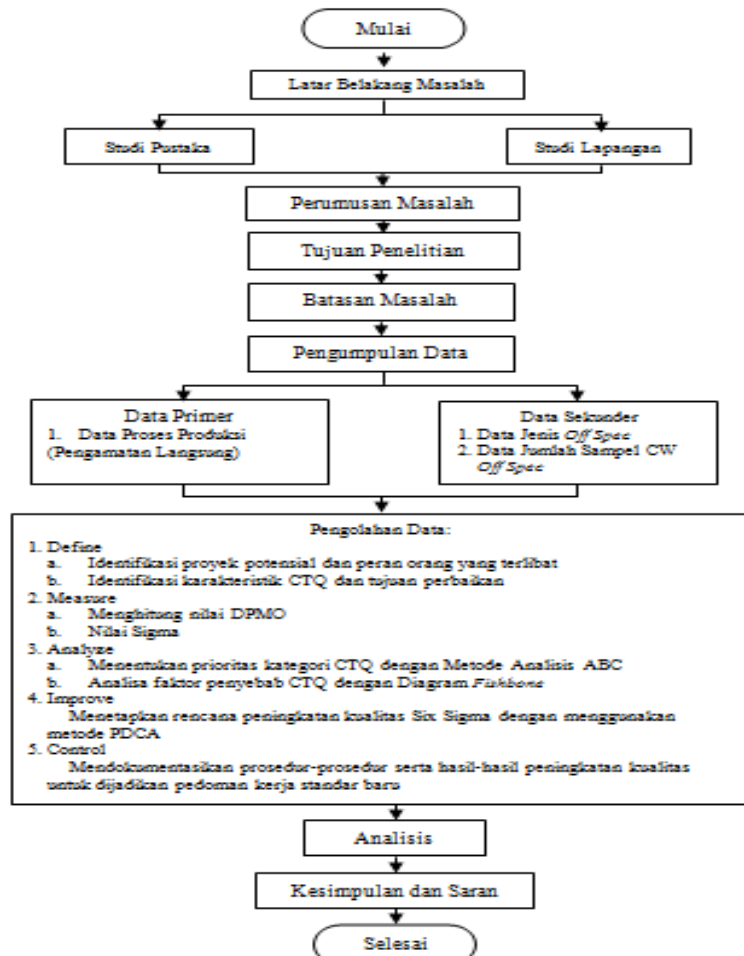 Mulai
Latar Belakang Masalah
Studi Pustaka
Studi Lapangan
Perumusan Masalah
Tujuan Penelitian
Batasan Masalah
Pengumpulan Data
Data Primer
1. Data Proses Produksi
(Pengamatan Langsung)
Data Sekunder
1. Data Jenis Off Spec
2. Data Jumlah Sampel CW
Off Spec
Pengolahan Data:
1. Define
a. Identifikasi proyek potensial dan peran orang yang terlibat
b. Identifikasi karakteristik CTQ dan tujuan perbaikan
2. Measure
a. Menghitung nilai DPMO
b. Nilai Sigma
3. Analyze
a. Menentukan prioritas kategori CTQ dengan Metode Analisis ABC
b. Analisa faktor penyebab CTQ dengan Diagram Fishbone
4. Improve
Menetapkan rencana peningkatan kualitas Six Sigma dengan menggunakan
metode PDCA
5. Control
Mendokumentasikan prosedur-prosedur serta hasil-hasil peningkatan kualitas
untuk dijadikan pedoman kerja standar baru
Analisis
Kesimpulan dan Saran
Selesai